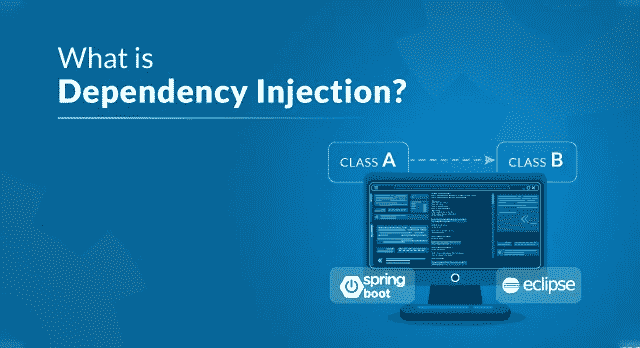 What is
Dependency Injection?
CLASS A
CLASS B
spring
boot
eclipse